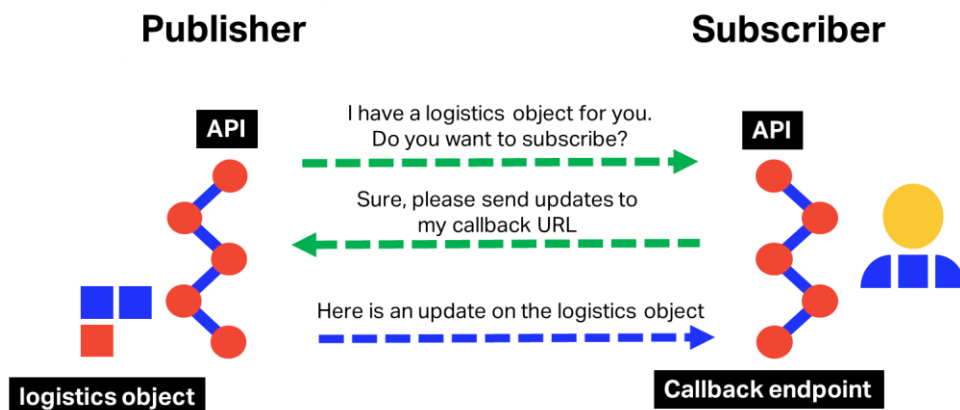 Publisher
Subscriber
API
API
I have a logistics object for you.
Do you want to subscribe?
Sure, please send updates to
my callback URL
Here is an update on the logistics object
logistics object
Callback endpoint